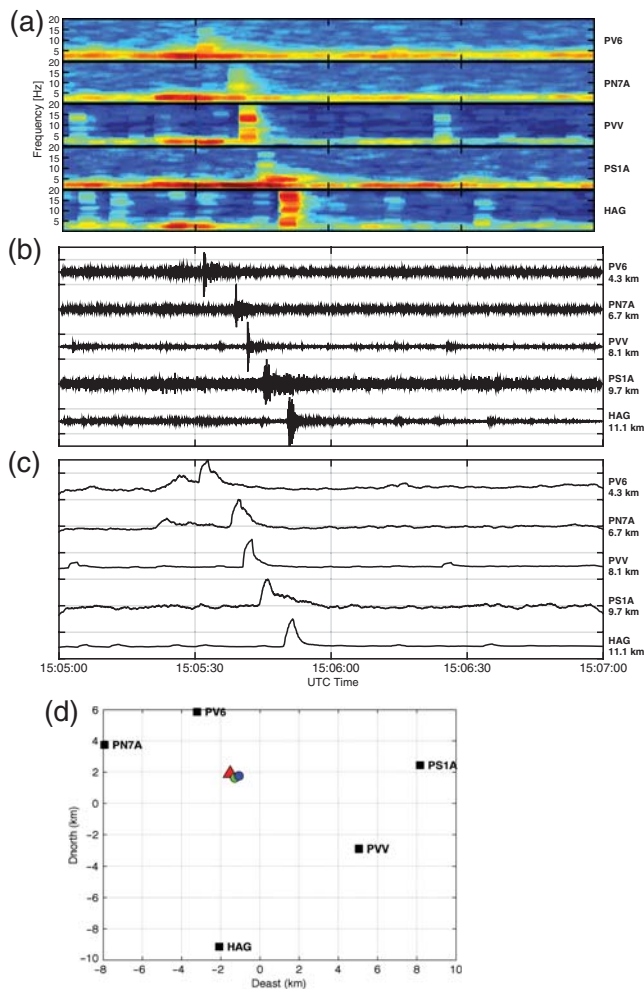 (a)
Frequency [Hz]
20
15
10
5
PV6
20
15
10
5
PN7A
20
15
10
5
PVV
20
15
10
5
PS1A
20
15
10
5
HAG
(b)
PV6
4.3 km
PN7A
6.7 km
PVV
8.1 km
PS1A
9.7 km
HAG
11.1 km
(c)
PV6
4.3 km
PN7A
6.7 km
PVV
8.1 km
PS1A
9.7 km
HAG
11.1 km
15:05:00 15:05:30 15:06:00 15:06:30 15:07:00
UTC Time
(d)
Dnorth (km)
6
4
2
0
−2
−4
−6
−8
−10
PV6
PN7A
PS1A
PVV
HAG
−8 −6 −4 −2 0 2 4 6 8 10
Deast (km)